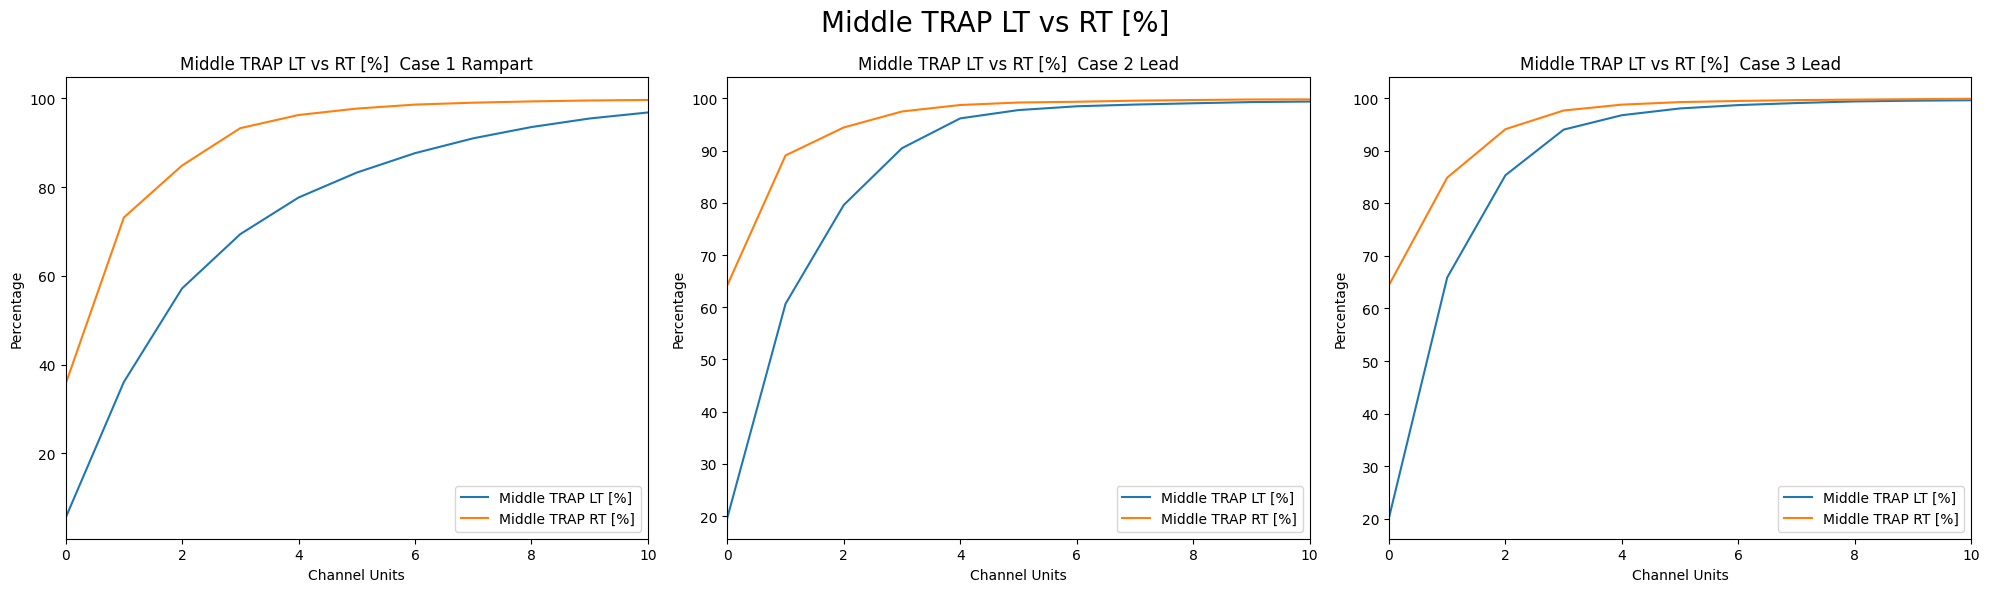 Middle TRAP LT vs RT [%]
Middle TRAP LT vs RT [%]  Case 1 Rampart
100
80
60
40
20
Percentage
0 2 4 6 8 10
Channel Units
Middle TRAP LT [%]
Middle TRAP RT [%]
Middle TRAP LT vs RT [%]  Case 2 Lead
100
90
80
70
60
50
40
30
20
Percentage
0 2 4 6 8 10
Channel Units
Middle TRAP LT [%]
Middle TRAP RT [%]
Middle TRAP LT vs RT [%]  Case 3 Lead
100
90
80
70
60
50
40
30
20
Percentage
0 2 4 6 8 10
Channel Units
Middle TRAP LT [%]
Middle TRAP RT [%]